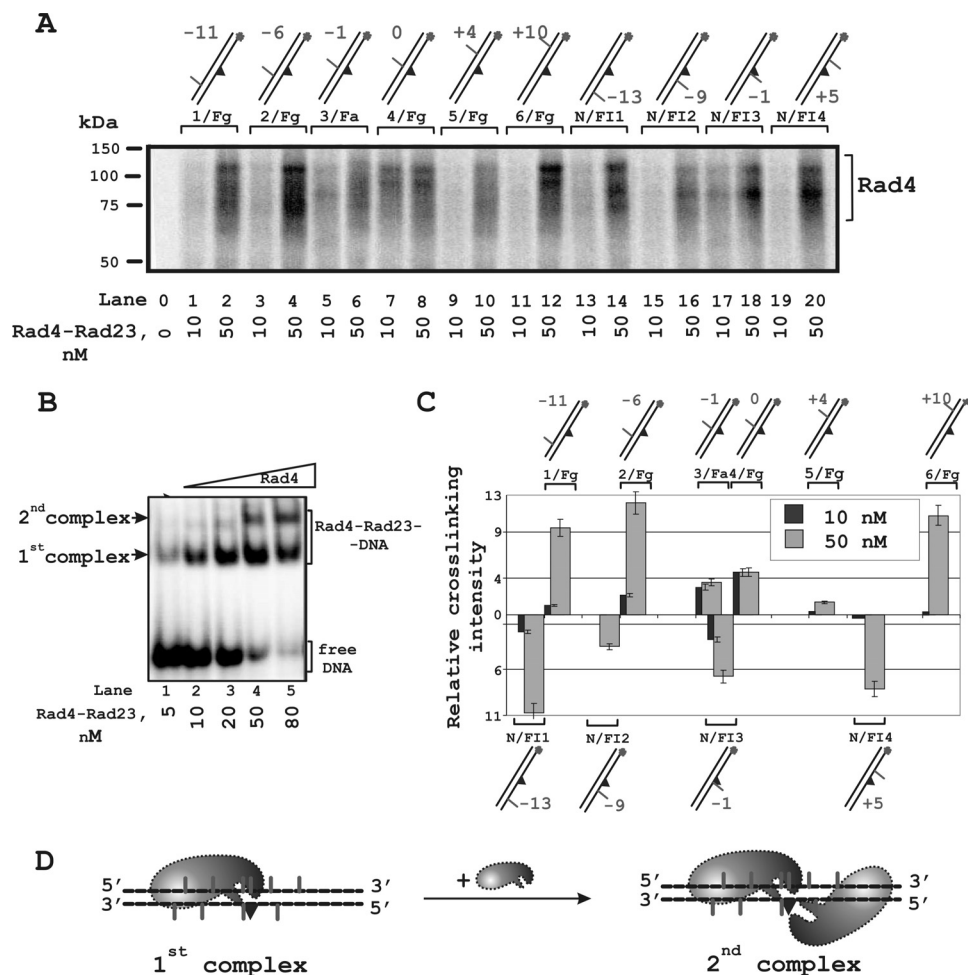 A
-11 -6 -1 0 +4 +10 -13 -9 -1 +5
1/Fg 2/Fg 3/Fa 4/Fg 5/Fg 6/Fg N/FI1 N/FI2 N/FI3 N/FI4
kDa
150
100
75
50
Rad4
Lane 0 1 2 3 4 5 6 7 8 9 10 11 12 13 14 15 16 17 18 19 20
Rad4-Rad23, nM 0 10 50 10 50 10 50 10 50 10 50 10 50 10 50 10 50 10 50 10 50
B
Rad4
2nd complex
1st complex
Rad4-Rad23-
-DNA
free
DNA
Lane 1 2 3 4 5
Rad4-Rad23, nM 5 10 20 50 80
C
-11 -6 -1 0 +4 +10
1/Fg 2/Fg 3/Fa 4/Fg 5/Fg 6/Fg
Relative crosslinking
intensity
13
9
4
0
6
11
10 nM
50 nM
N/FI1 N/FI2 N/FI3 N/FI4
-13 -9 -1 +5
D
5′ 3′ + 5′ 3′
3′ 5′ 3′ 5′
1st complex 2nd complex